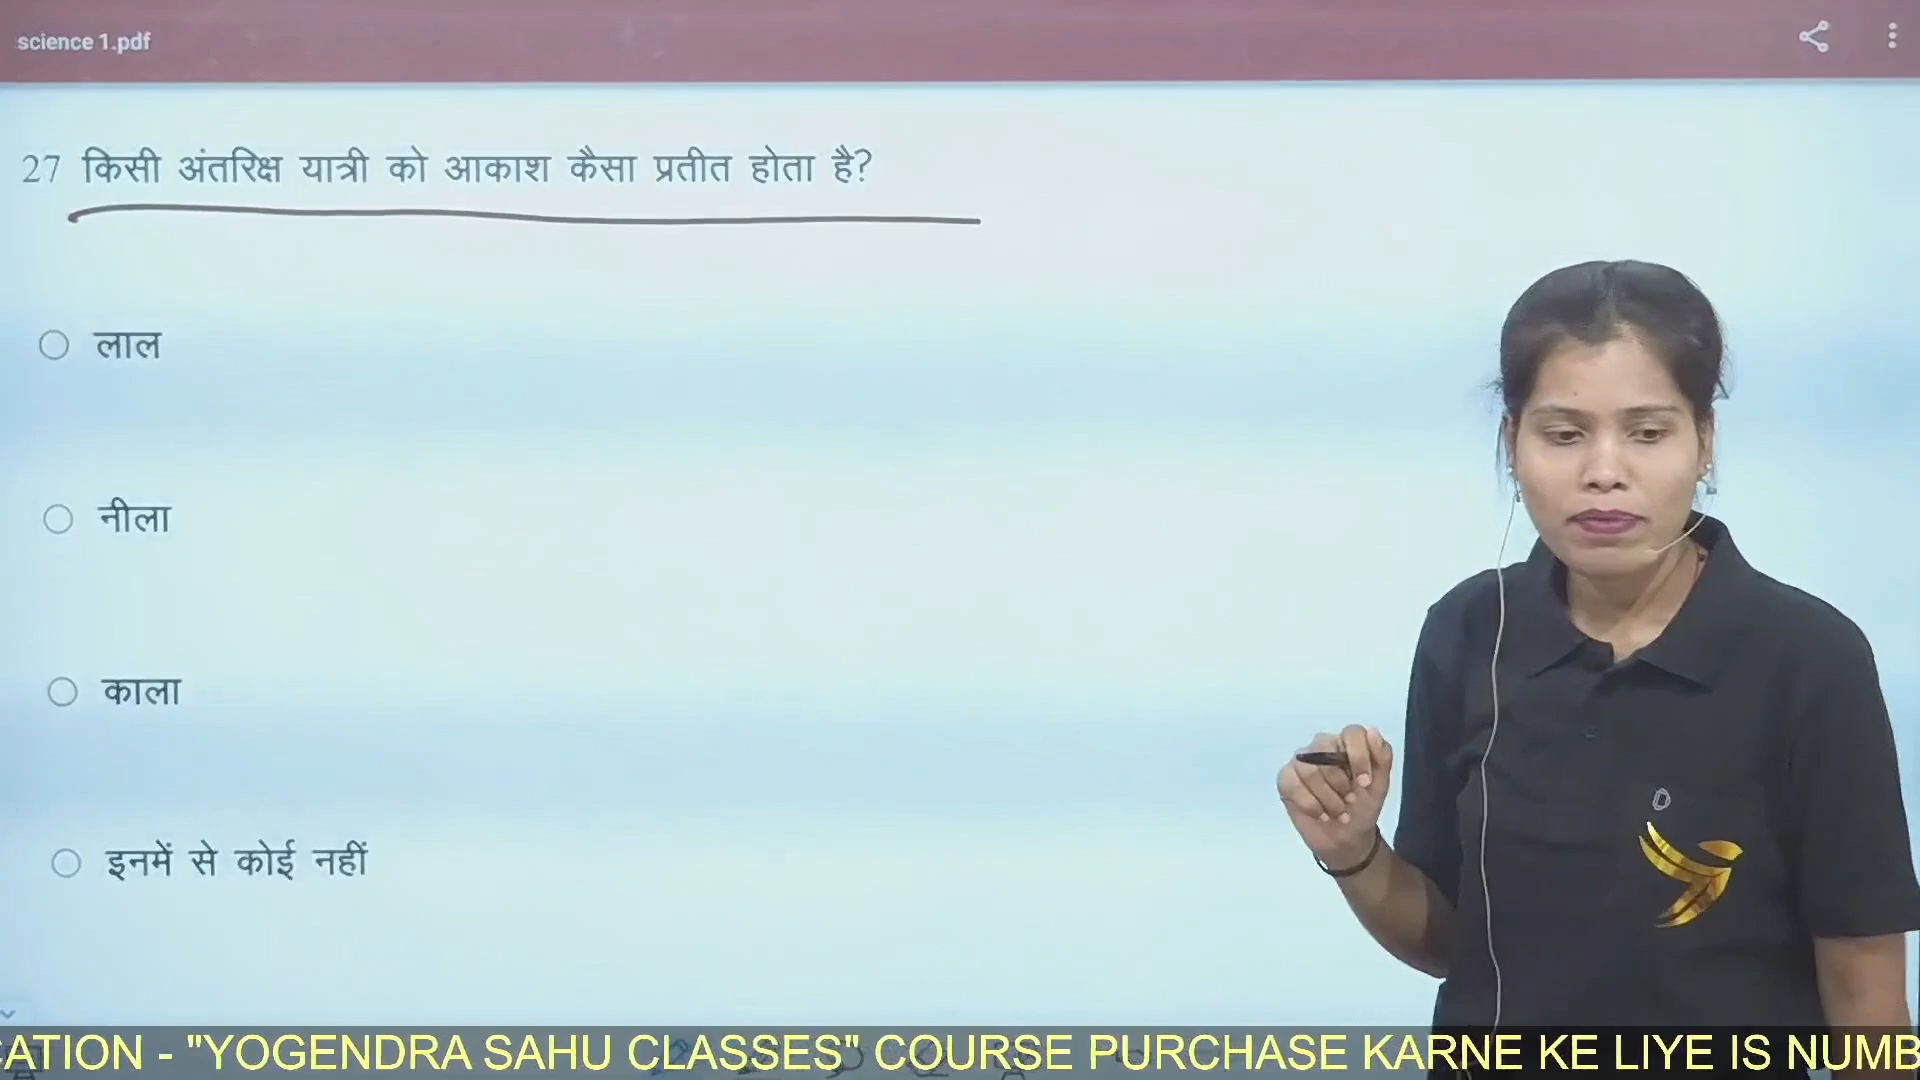 science 1.pdf
27 किसी अंतरिक्ष यात्री को आकाश कैसा प्रतीत होता है?
लाल
नीला
काला
इनमें से कोई नहीं
CATION - "YOGENDRA SAHU CLASSES" COURSE PURCHASE KARNE KE LIYE IS NUMB